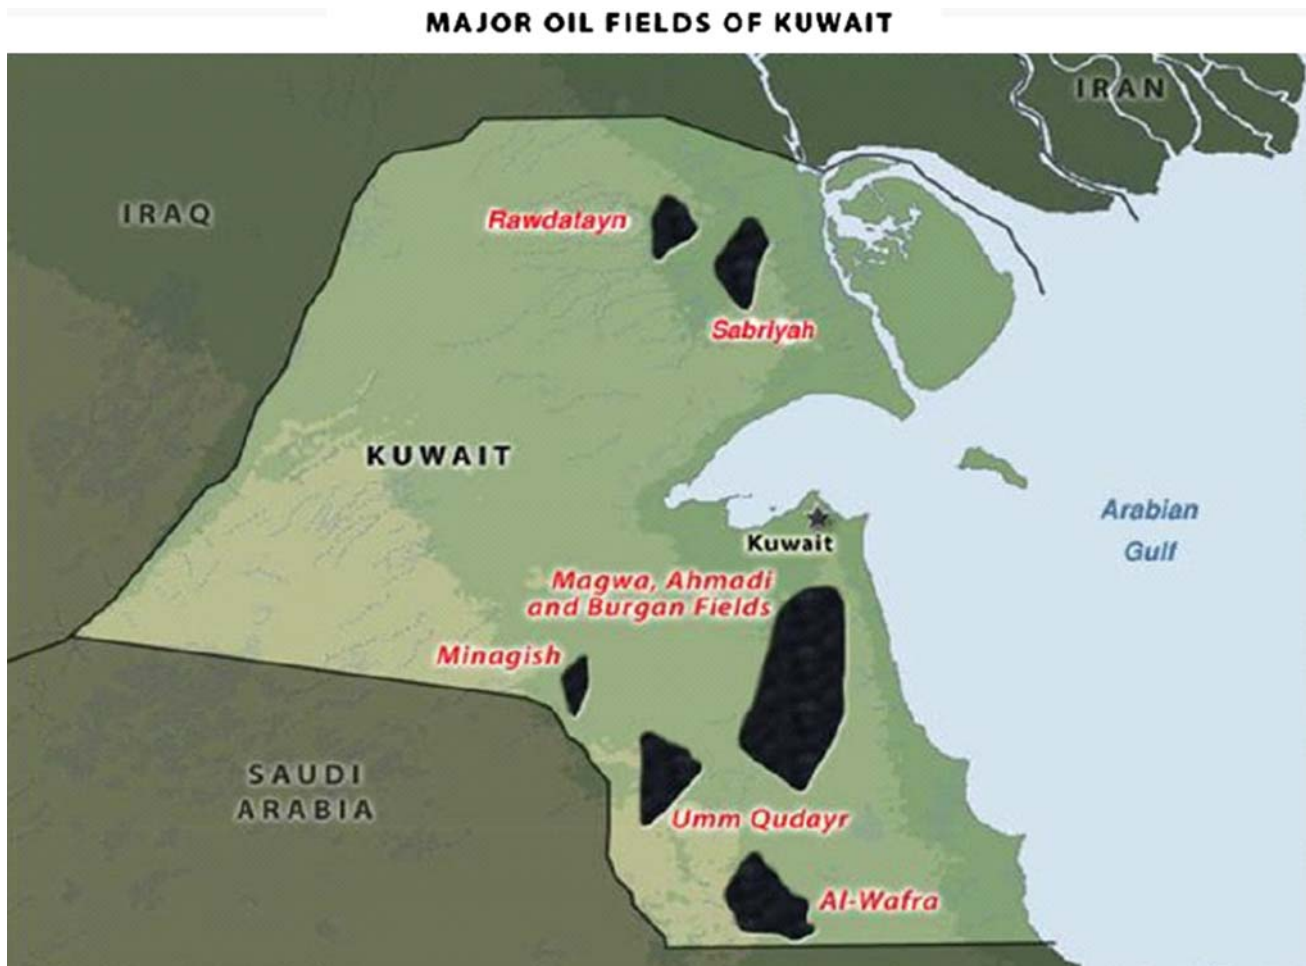 MAJOR OIL FIELDS OF KUWAIT
IRAN
IRAQ
Rawdatayn
Sabriyah
KUWAIT
Arabian
Gulf
Kuwait
Magwa, Ahmadi
and Burgan Fields
Minagish
SAUDI
ARABIA
Umm Qudayr
Al-Wafra